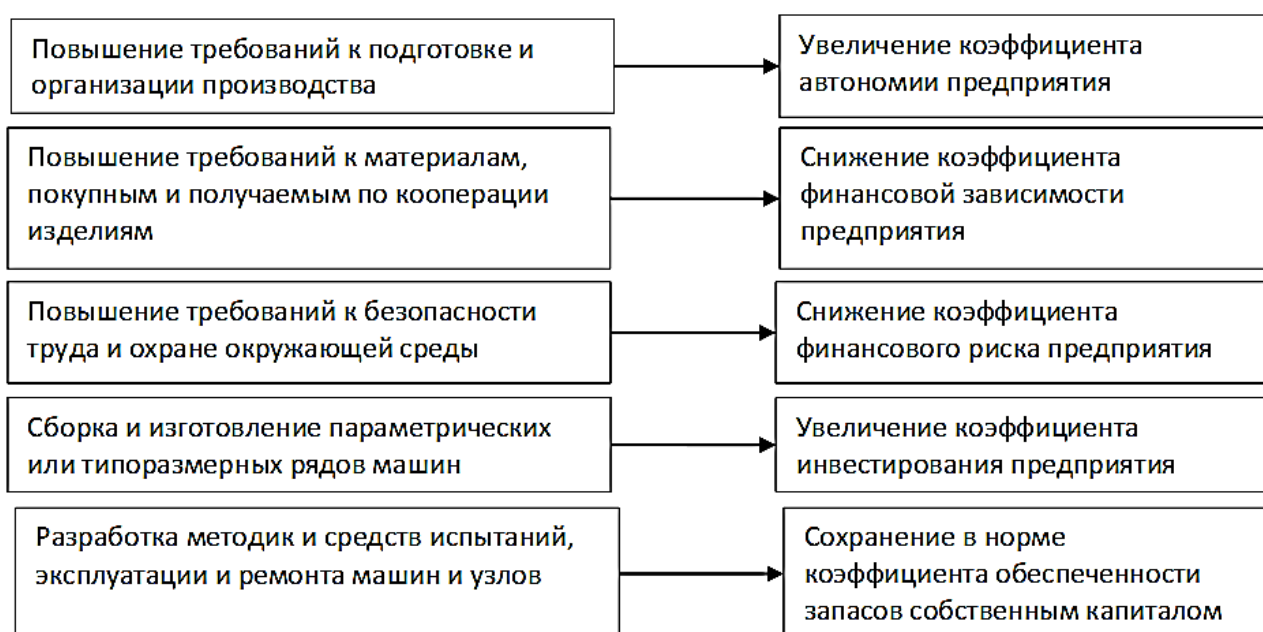 Повышение требований к подготовке и
организации производства
Увеличение коэффициента
автономии предприятия
Повышение требований к материалам,
покупным и получаемым по кооперации
изделиям
Снижение коэффициента
финансовой зависимости
предприятия
Повышение требований к безопасности
труда и охране окружающей среды
Снижение коэффициента
финансового риска предприятия
Сборка и изготовление параметрических
или типоразмерных рядов машин
Увеличение коэффициента
инвестирования предприятия
Разработка методик и средств испытаний,
эксплуатации и ремонта машин и узлов
Сохранение в норме
коэффициента обеспеченности
запасов собственным капиталом